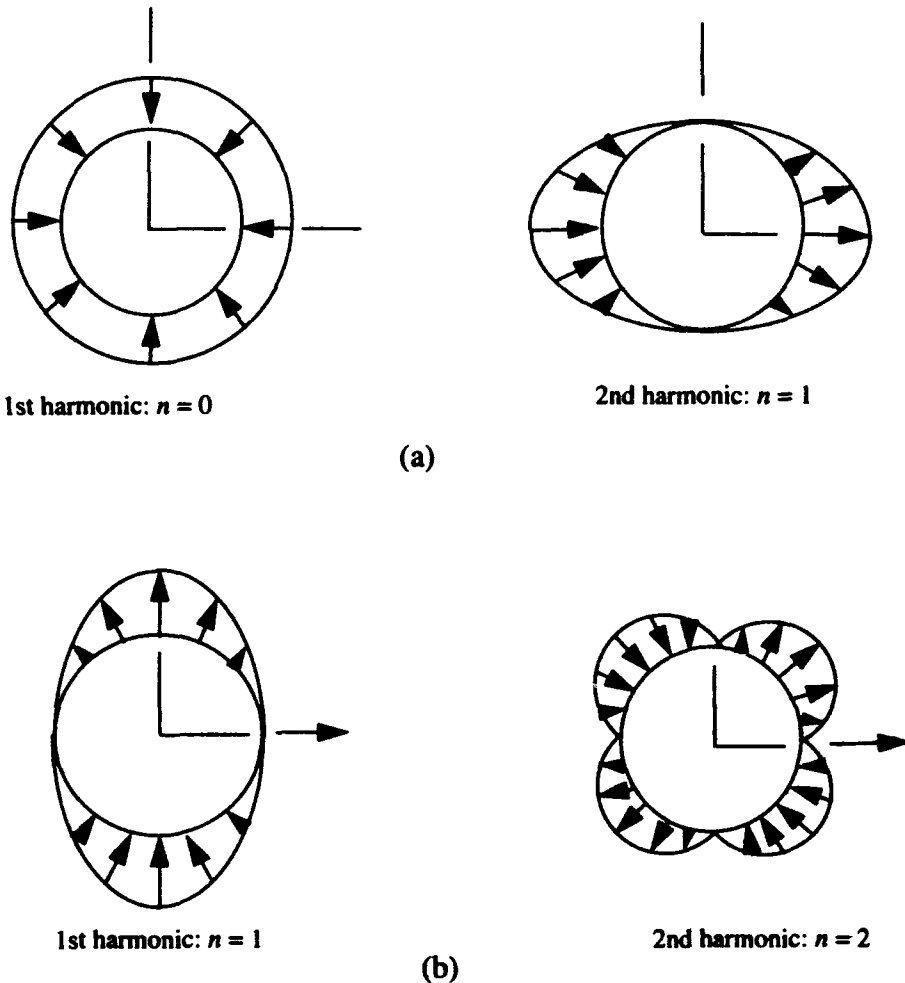 1st harmonic: n = 0
2nd harmonic: n = 1
(a)
1st harmonic: n = 1
2nd harmonic: n = 2
(b)